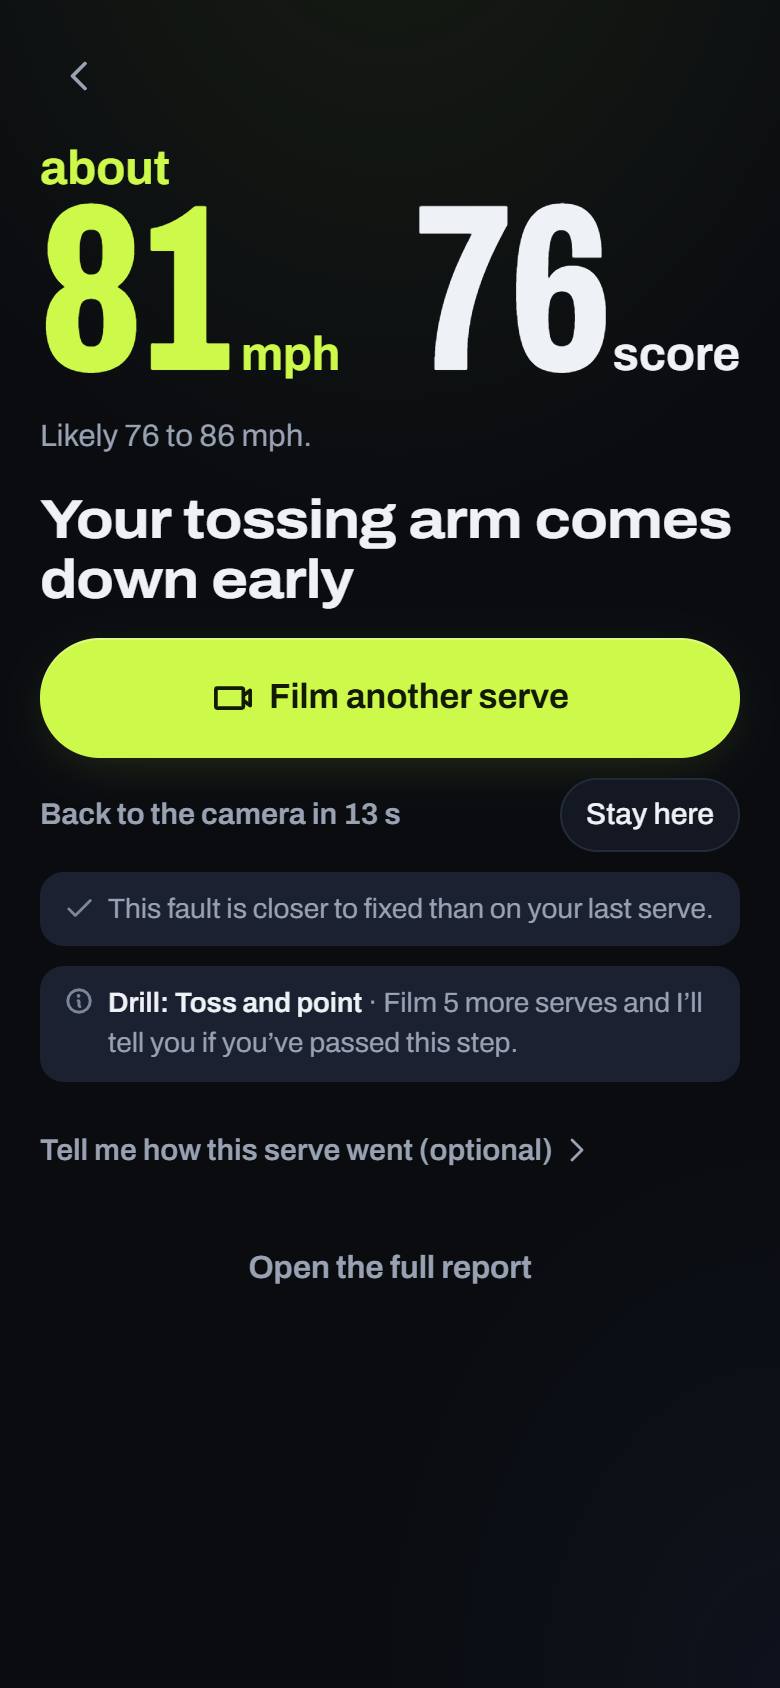 about
81 mph 76 score
Likely 76 to 86 mph.
Your tossing arm comes
down early
Film another serve
Back to the camera in 13 s Stay here
This fault is closer to fixed than on your last serve.
Drill: Toss and point · Film 5 more serves and I’ll
tell you if you’ve passed this step.
Tell me how this serve went (optional)
Open the full report